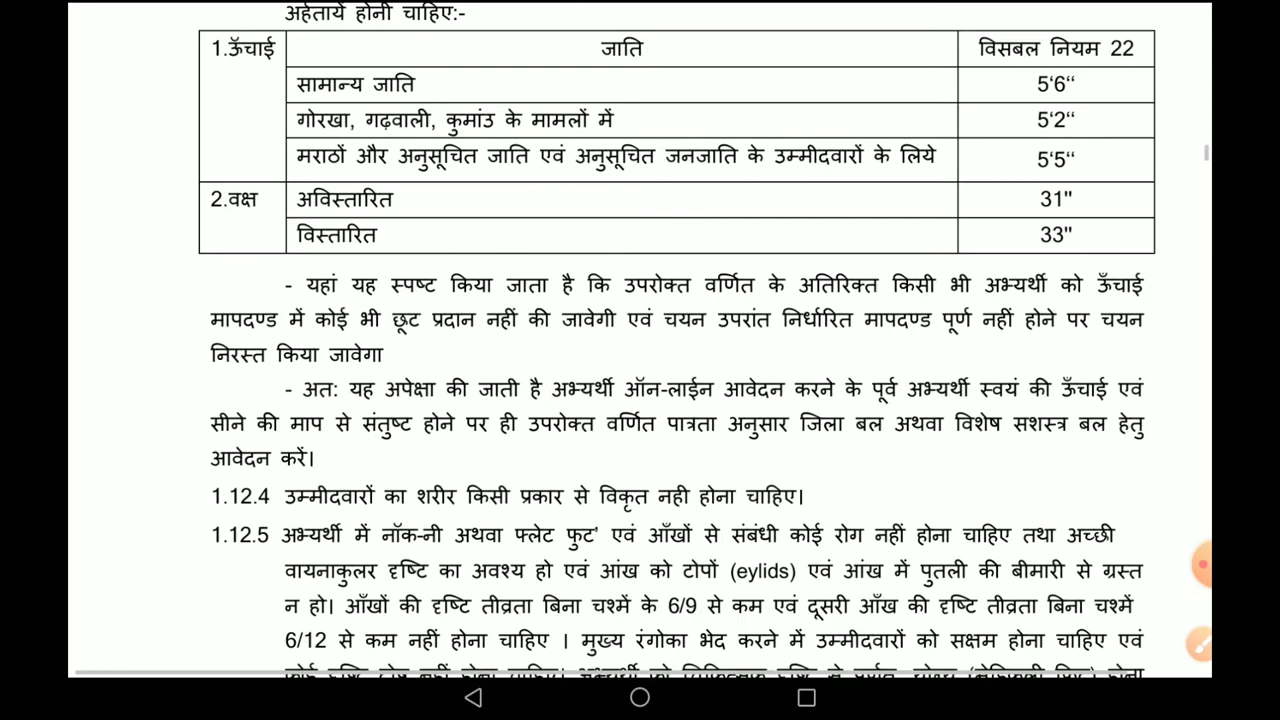 अर्हतायें होनी चाहिए:-
1.ऊँचाई जाति विसबल नियम 22
सामान्य जाति 5‘6‘‘
गोरखा, गढ़वाली, कुमांउ के मामलों में 5‘2‘‘
मराठों और अनुसूचित जाति एवं अनुसूचित जनजाति के उम्मीदवारों के लिये 5‘5‘‘
2.वक्ष अविस्तारित 31"
विस्तारित 33"
- यहां यह स्पष्ट किया जाता है कि उपरोक्त वर्णित के अतिरिक्त किसी भी अभ्यर्थी को ऊँचाई
मापदण्ड में कोई भी छूट प्रदान नहीं की जावेगी एवं चयन उपरांत निर्धारित मापदण्ड पूर्ण नहीं होने पर चयन
निरस्त किया जावेगा
- अत: यह अपेक्षा की जाती है अभ्यर्थी ऑन-लाईन आवेदन करने के पूर्व अभ्यर्थी स्वयं की ऊँचाई एवं
सीने की माप से संतुष्ट होने पर ही उपरोक्त वर्णित पात्रता अनुसार जिला बल अथवा विशेष सशस्त्र बल हेतु
आवेदन करें।
1.12.4 उम्मीदवारों का शरीर किसी प्रकार से विकृत नही होना चाहिए।
1.12.5 अभ्यर्थी में नॉक-नी अथवा फ्लेट फुट’ एवं आँखों से संबंधी कोई रोग नहीं होना चाहिए तथा अच्छी
वायनाकुलर दृष्टि का अवश्य हो एवं आंख को टोपों (eylids) एवं आंख में पुतली की बीमारी से ग्रस्त
न हो। आँखों की दृष्टि तीव्रता बिना चश्में के 6/9 से कम एवं दूसरी आँख की दृष्टि तीव्रता बिना चश्में
6/12 से कम नहीं होना चाहिए । मुख्य रंगोका भेद करने में उम्मीदवारों को सक्षम होना चाहिए एवं